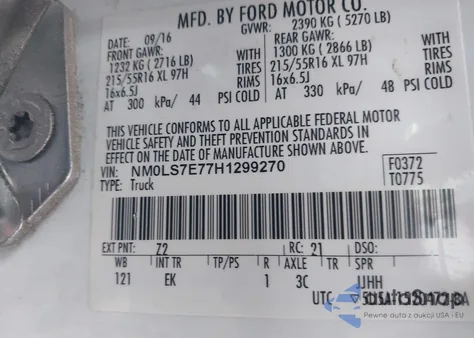 MFD. BY FORD MOTOR CO.
DATE: 09/16 GVWR: 2390 KG (5270 LB)
FRONT GAWR: REAR GAWR:
1232 KG (2716 LB) WITH 1300 KG (2866 LB) WITH
215/55R16 XL 97H TIRES 215/55R16 XL 97H TIRES
16x6.5J RIMS 16x6.5J RIMS
AT 300 kPa/ 44 PSI COLD AT 330 kPa/ 48 PSI COLD
THIS VEHICLE CONFORMS TO ALL APPLICABLE FEDERAL MOTOR
VEHICLE SAFETY AND THEFT PREVENTION STANDARDS IN
EFFECT ON THE DATE OF MANUFACTURE SHOWN ABOVE.
VIN: NM0LS7E77H1299270 F0372
TYPE: Truck T0775
EXT PNT: Z2 RC: 21 DSO:
WB INT TR TP/PS R AXLE TR SPR
121 EK 1 3C JJHH
UTC
autoShop
Pewne auta z aukcji USA i EU